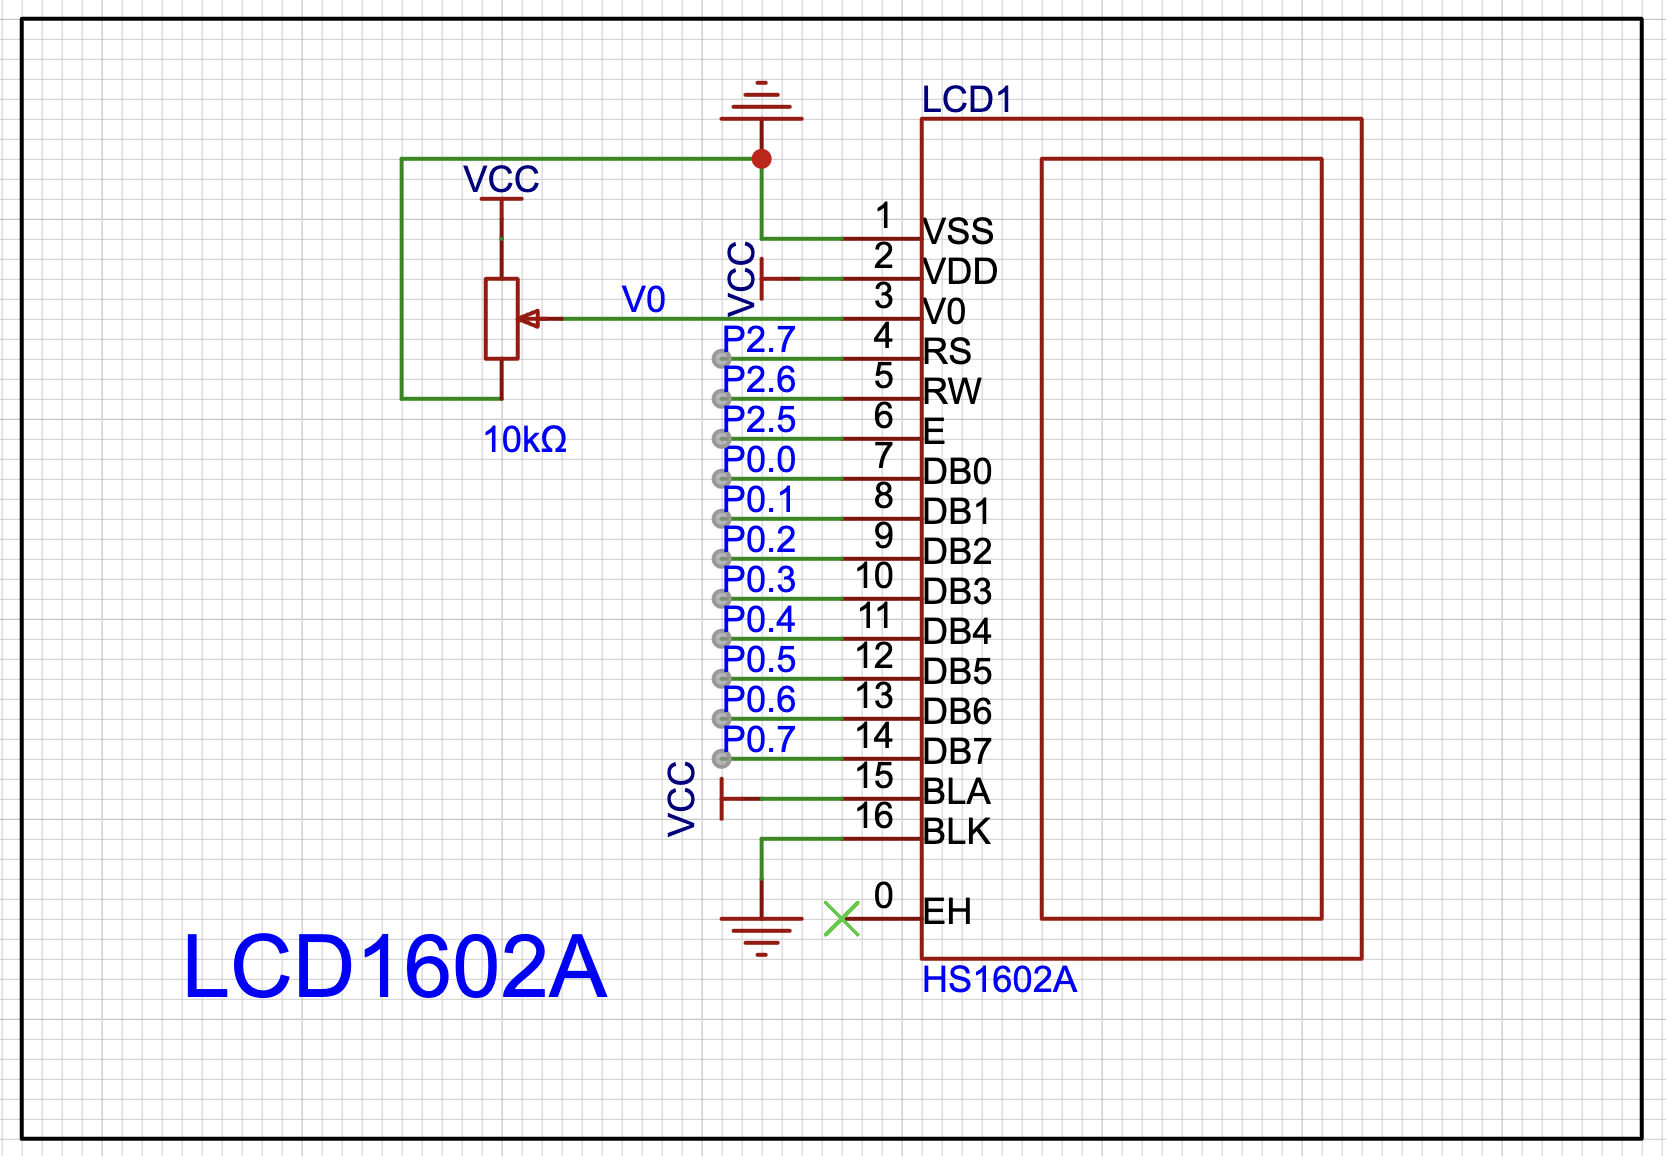 LCD1
VCC
1
VSS
VCC
2
VDD
V0
3
V0
P2.7
4
RS
P2.6
5
RW
P2.5
6
E
10kΩ
P0.0
7
DB0
P0.1
8
DB1
P0.2
9
DB2
P0.3
10
DB3
P0.4
11
DB4
P0.5
12
DB5
P0.6
13
DB6
P0.7
14
DB7
VCC
15
BLA
16
BLK
0
EH
LCD1602A
HS1602A